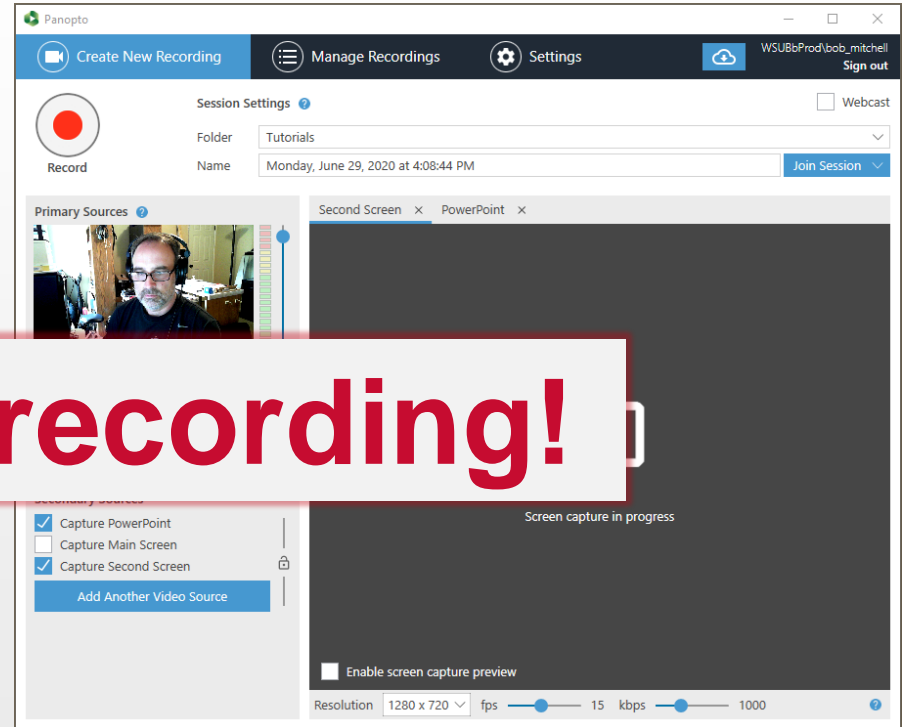 Panopto
Create New Recording
Manage Recordings
Settings
WSUBbProd\bob_mitchell
Sign out
Session Settings
Webcast
Folder
Tutorials
Record
Name
Monday, June 29, 2020 at 4:08:44 PM
Join Session
Primary Sources
Second Screen
PowerPoint
recording!
Secondary Sources
Capture PowerPoint
Capture Main Screen
Capture Second Screen
Add Another Video Source
Screen capture in progress
Enable screen capture preview
Resolution 1280 x 720 fps 15 kbps 1000